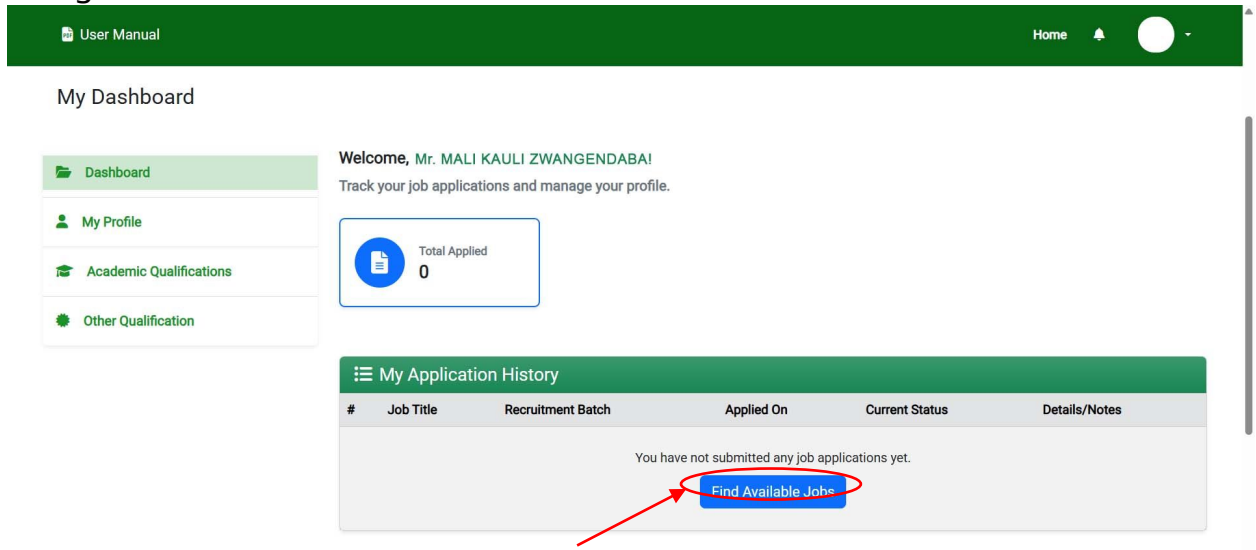 User Manual
Home
My Dashboard
Dashboard
My Profile
Academic Qualifications
Other Qualification
Welcome, Mr. MALI KAULI ZWANGENDABA!
Track your job applications and manage your profile.
Total Applied
0
My Application History
# Job Title Recruitment Batch Applied On Current Status Details/Notes
You have not submitted any job applications yet.
Find Available Jobs